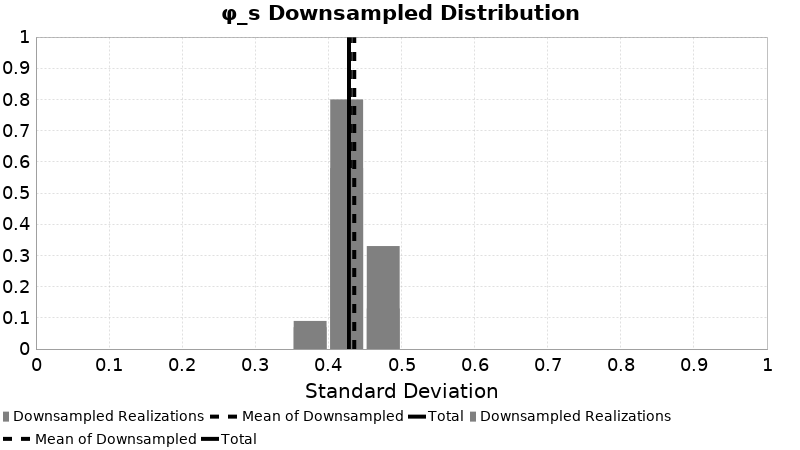 φ_s Downsampled Distribution
1
0.9
0.8
0.7
0.6
0.5
0.4
0.3
0.2
0.1
0
0 0.1 0.2 0.3 0.4 0.5 0.6 0.7 0.8 0.9 1
Standard Deviation
Downsampled Realizations Mean of Downsampled Total Downsampled Realizations
Mean of Downsampled Total